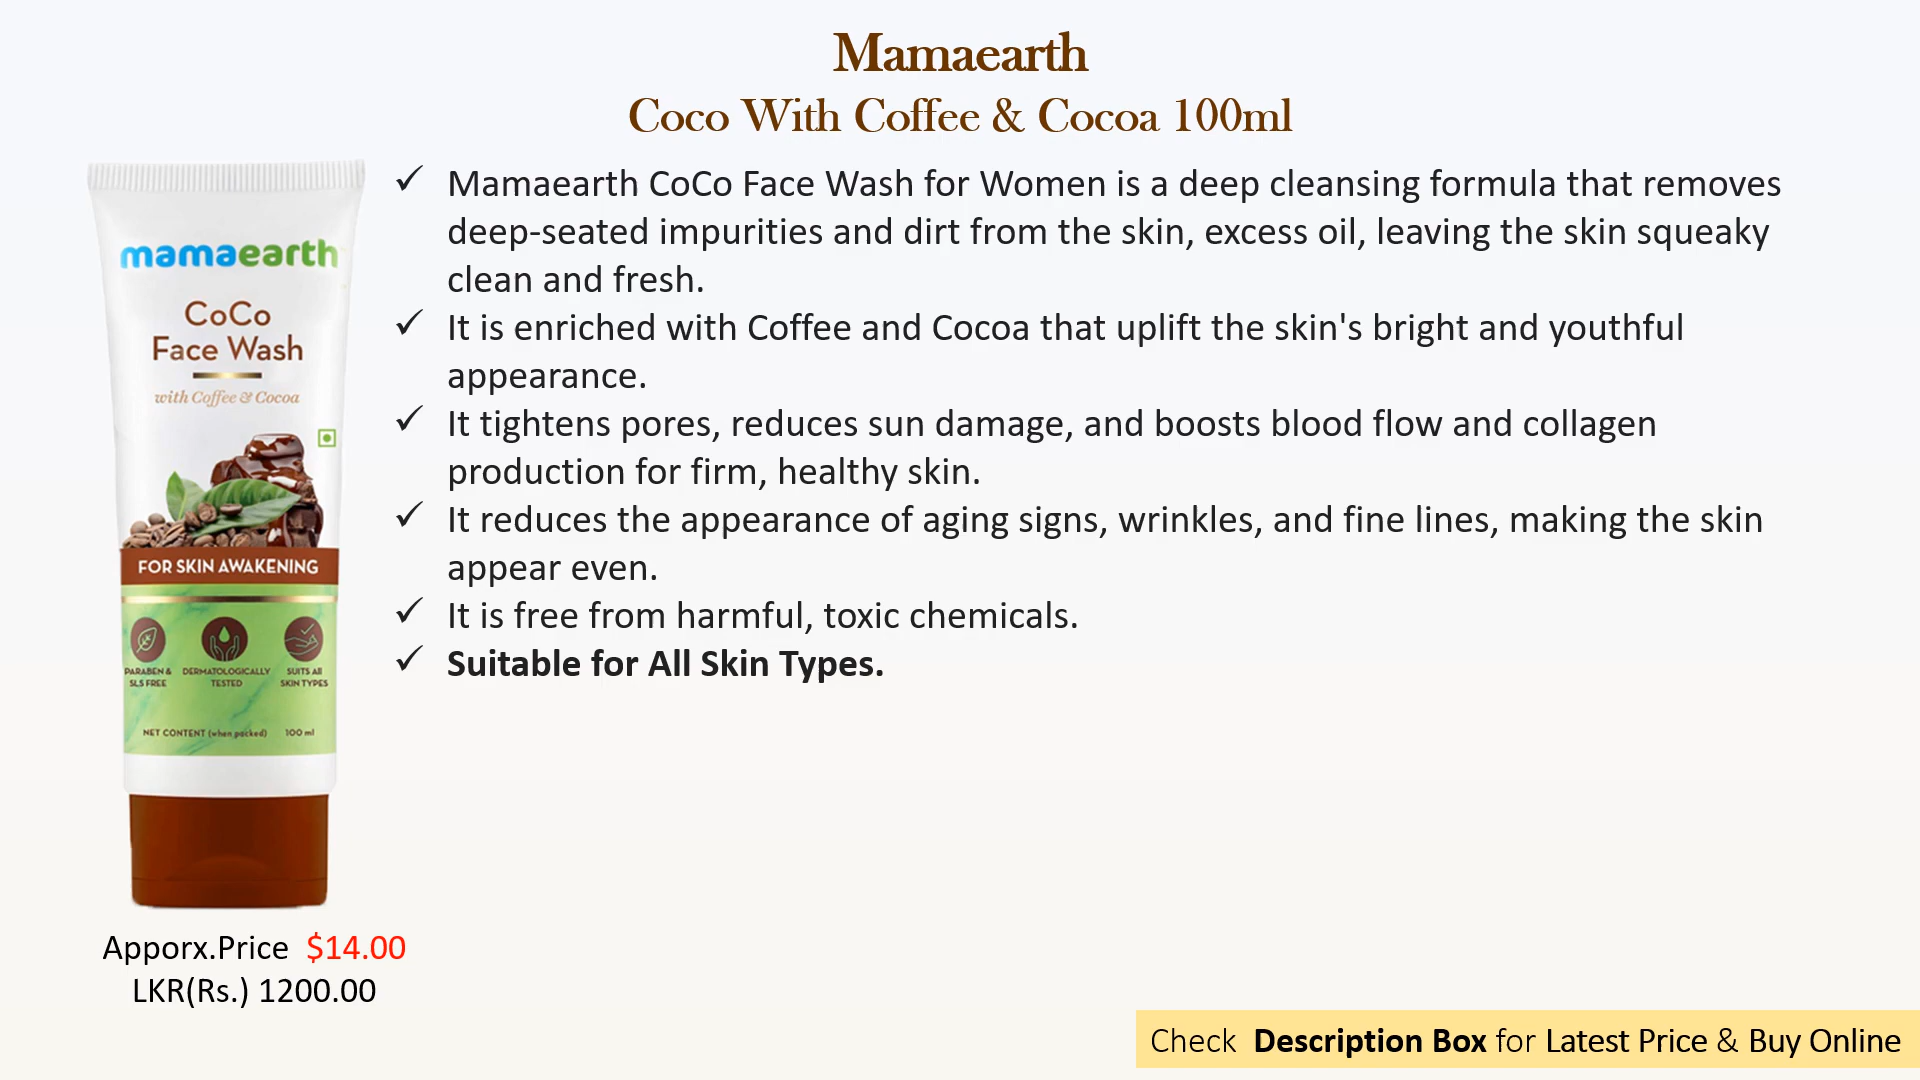 Mamaearth
Coco With Coffee & Cocoa 100ml
✓ Mamaearth CoCo Face Wash for Women is a deep cleansing formula that removes
deep-seated impurities and dirt from the skin, excess oil, leaving the skin squeaky
clean and fresh.
✓ It is enriched with Coffee and Cocoa that uplift the skin's bright and youthful
appearance.
✓ It tightens pores, reduces sun damage, and boosts blood flow and collagen
production for firm, healthy skin.
✓ It reduces the appearance of aging signs, wrinkles, and fine lines, making the skin
appear even.
✓ It is free from harmful, toxic chemicals.
✓ Suitable for All Skin Types.
mamaearth
CoCo
Face Wash
with Coffee & Cocoa
FOR SKIN AWAKENING
PARABEN &
SLS FREE
DERMATOLOGICALLY
TESTED
SUITS All
SKIN TYPES
NET CONTENT (when packed) 100 ml
Apporx.Price $14.00
LKR(Rs.) 1200.00
Check Description Box for Latest Price & Buy Online